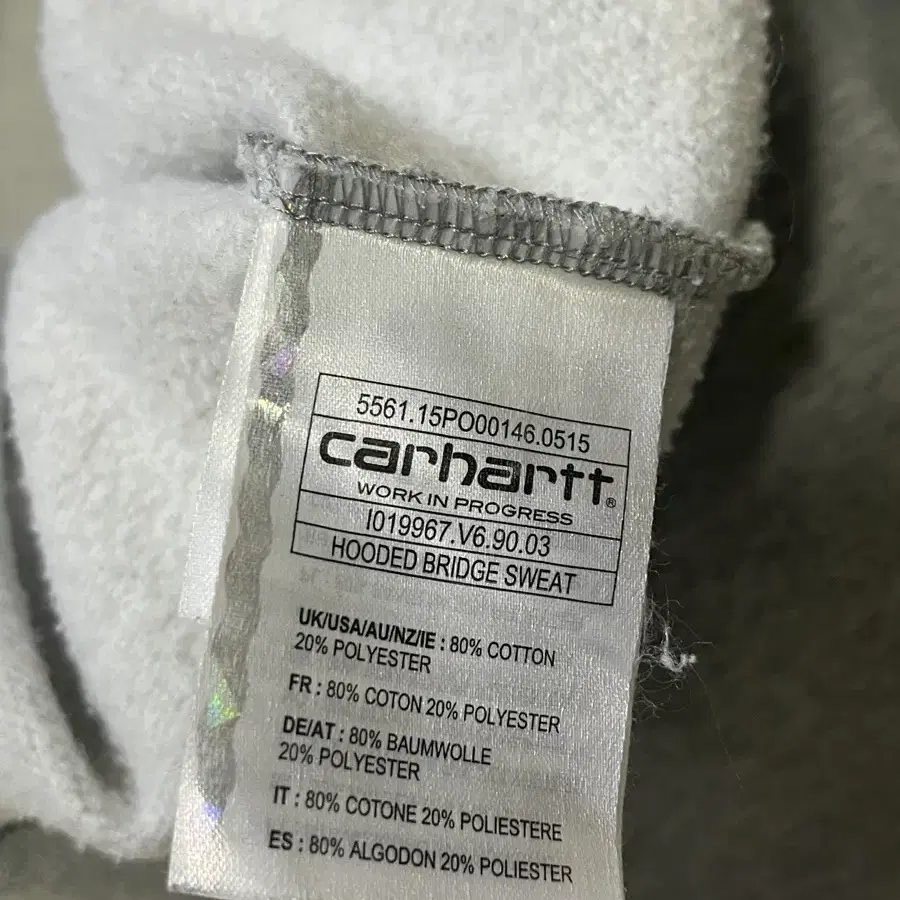 5561.15PO00146.0515
carhartt®
WORK IN PROGRESS
I019967.V6.90.03
HOODED BRIDGE SWEAT
UK/USA/AU/NZ/IE : 80% COTTON
20% POLYESTER
FR : 80% COTON 20% POLYESTER
DE/AT : 80% BAUMWOLLE
20% POLYESTER
IT : 80% COTONE 20% POLIESTERE
ES : 80% ALGODON 20% POLIESTER